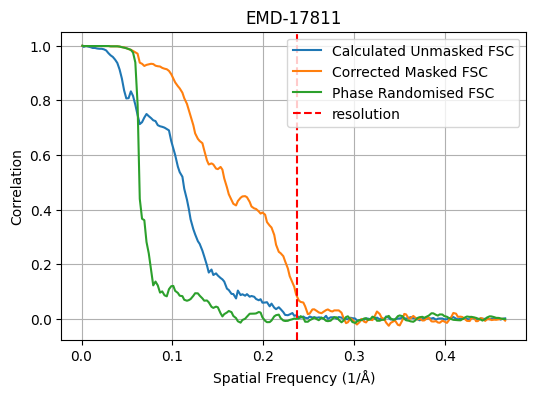 EMD-17811
Calculated Unmasked FSC
Corrected Masked FSC
Phase Randomised FSC
resolution
Correlation
1.0
0.8
0.6
0.4
0.2
0.0
0.0 0.1 0.2 0.3 0.4
Spatial Frequency (1/Å)